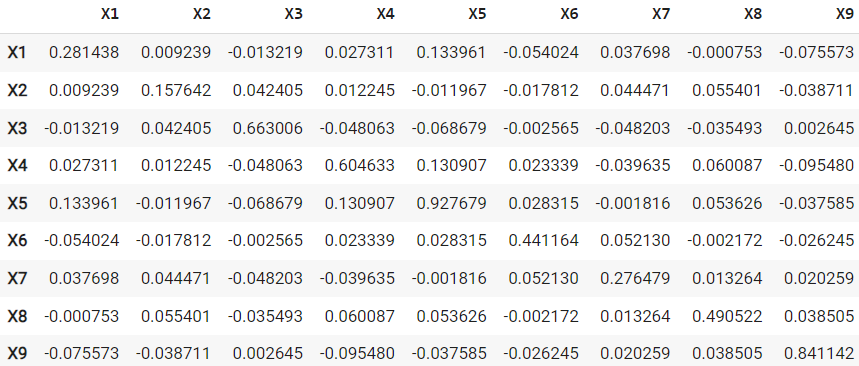 X1 X2 X3 X4 X5 X6 X7 X8 X9
X1 0.281438 0.009239 -0.013219 0.027311 0.133961 -0.054024 0.037698 -0.000753 -0.075573
X2 0.009239 0.157642 0.042405 0.012245 -0.011967 -0.017812 0.044471 0.055401 -0.038711
X3 -0.013219 0.042405 0.663006 -0.048063 -0.068679 -0.002565 -0.048203 -0.035493 0.002645
X4 0.027311 0.012245 -0.048063 0.604633 0.130907 0.023339 -0.039635 0.060087 -0.095480
X5 0.133961 -0.011967 -0.068679 0.130907 0.927679 0.028315 -0.001816 0.053626 -0.037585
X6 -0.054024 -0.017812 -0.002565 0.023339 0.028315 0.441164 0.052130 -0.002172 -0.026245
X7 0.037698 0.044471 -0.048203 -0.039635 -0.001816 0.052130 0.276479 0.013264 0.020259
X8 -0.000753 0.055401 -0.035493 0.060087 0.053626 -0.002172 0.013264 0.490522 0.038505
X9 -0.075573 -0.038711 0.002645 -0.095480 -0.037585 -0.026245 0.020259 0.038505 0.841142